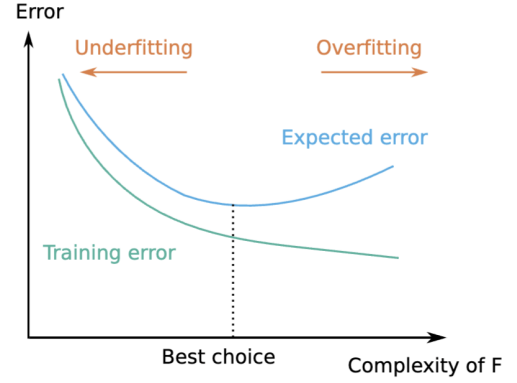 Error
Underfitting
Overfitting
Expected error
Training error
Best choice
Complexity of F